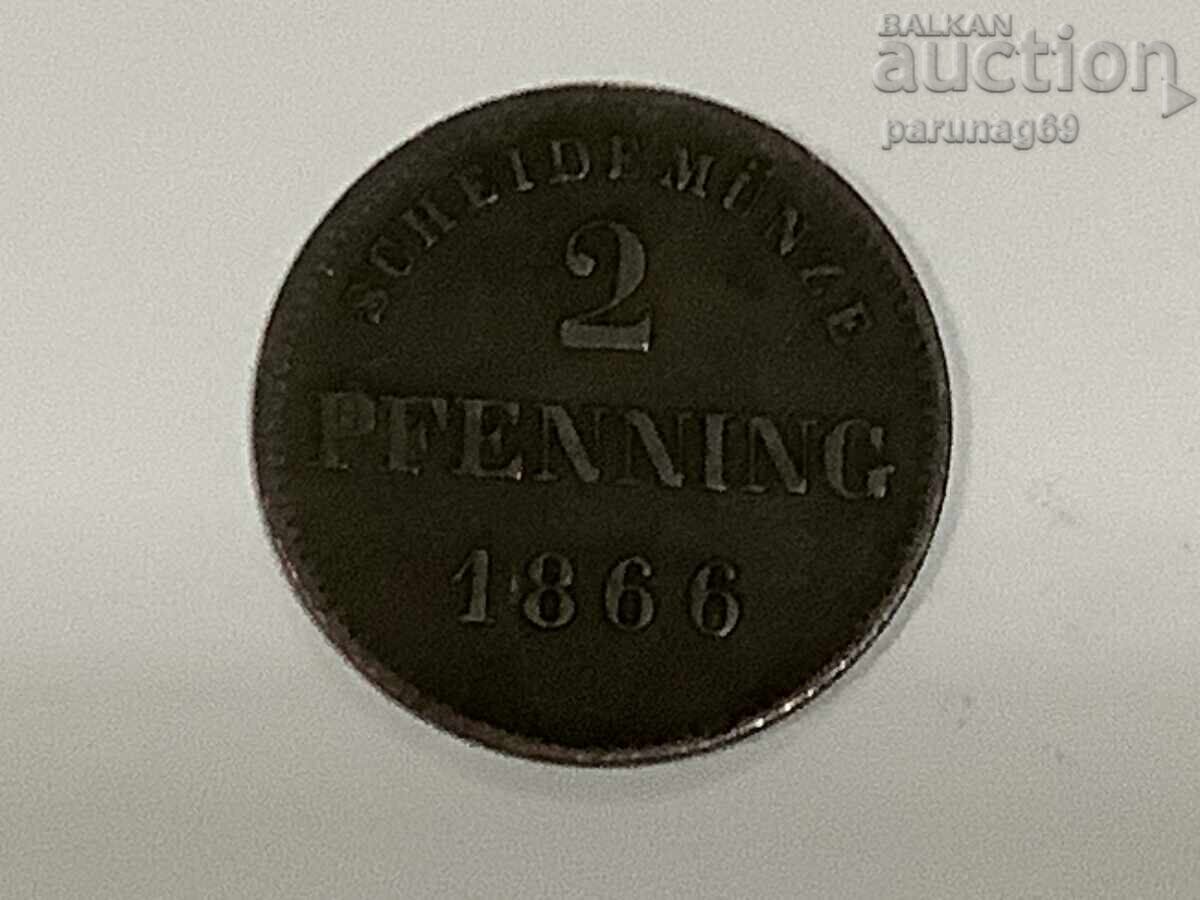 BALKAN
auction
parunag69
SCHEIDEMÜNZE
2
PFENNING
1866